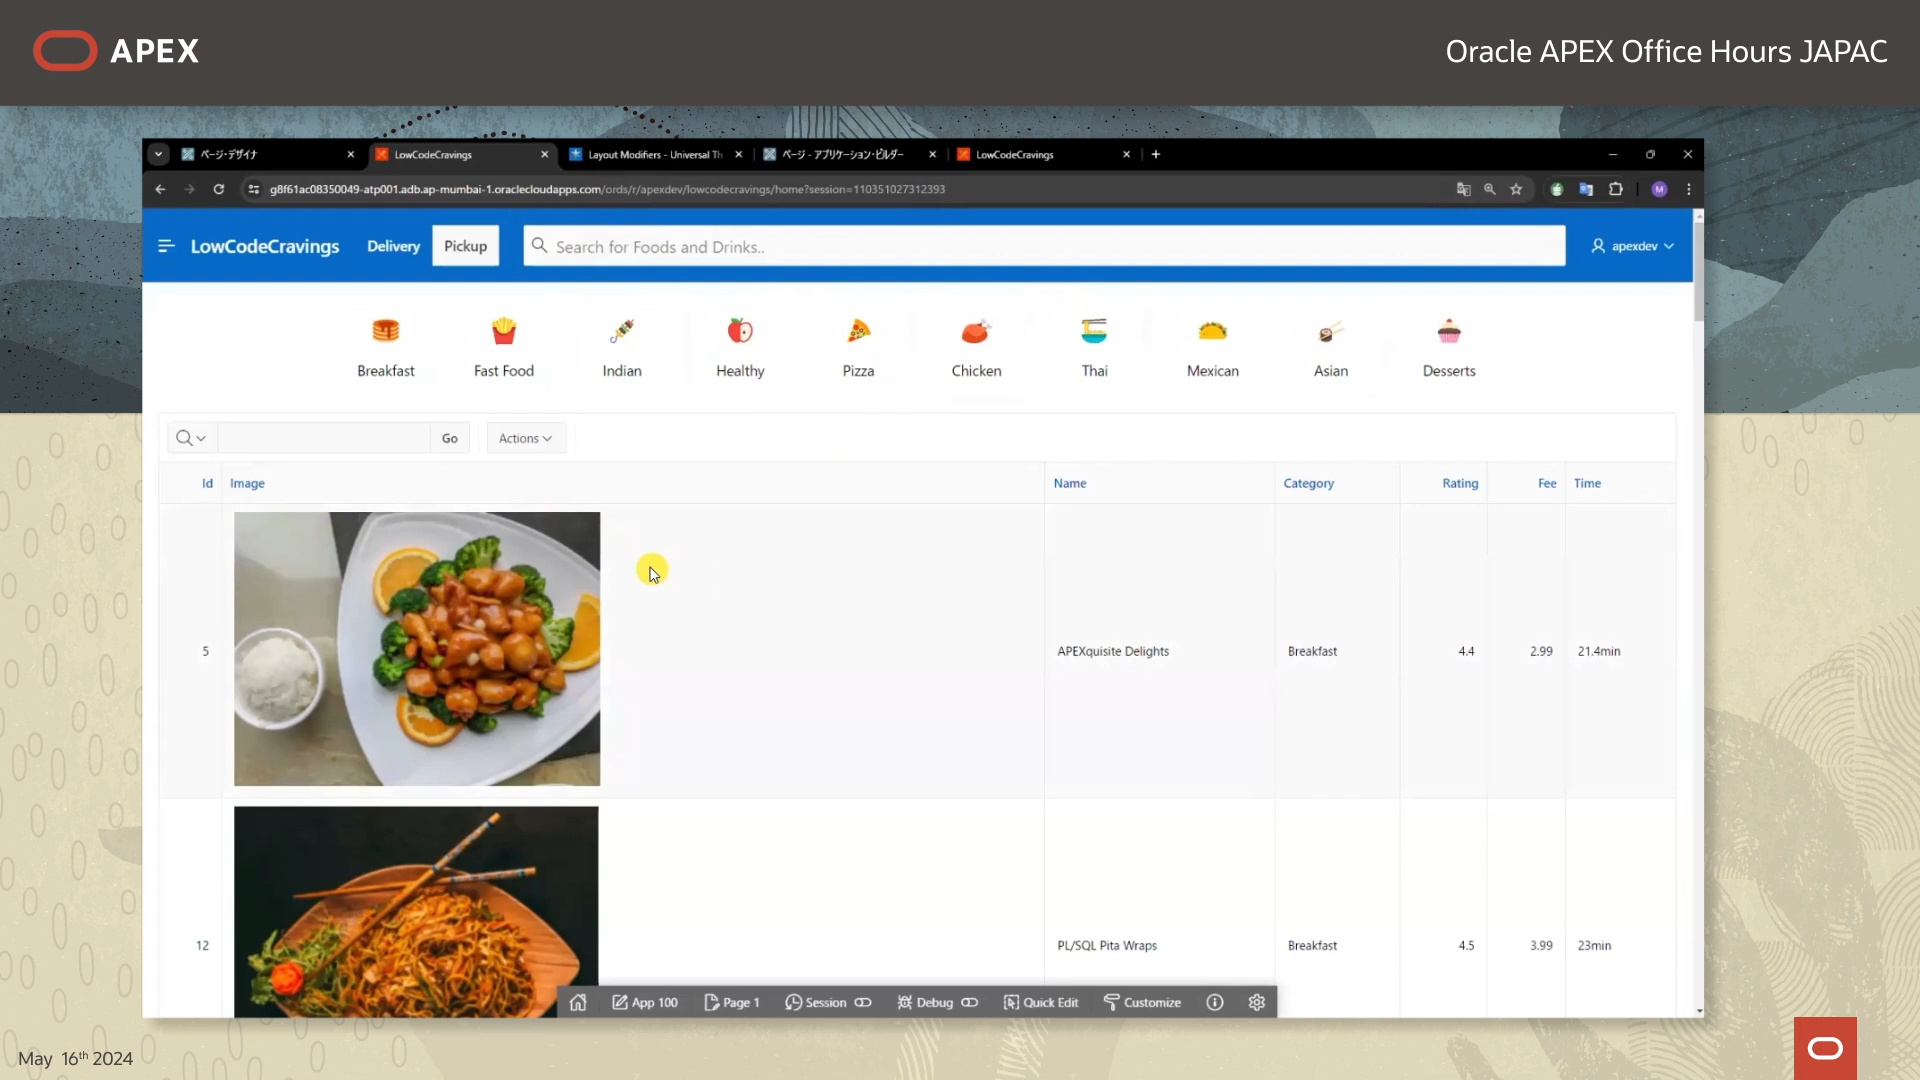 APEX
Oracle APEX Office Hours JAPAC
ページ・デザイナ
LowCodeCravings
Layout Modifiers - Universal Th
ページ - アプリケーション・ビルダー
LowCodeCravings
g8f61ac08350049-atp001.adb.ap-mumbai-1.oraclecloudapps.com/ords/r/apexdev/lowcodecravings/home?session=110351027312393
M
LowCodeCravings
Delivery
Pickup
Search for Foods and Drinks..
apexdev
Breakfast
Fast Food
Indian
Healthy
Pizza
Chicken
Thai
Mexican
Asian
Desserts
Go
Actions
Id Image Name Category Rating Fee Time
5 APEXquisite Delights Breakfast 4.4 2.99 21.4min
12 PL/SQL Pita Wraps Breakfast 4.5 3.99 23min
App 100
Page 1
Session
Debug
Quick Edit
Customize
May 16th 2024